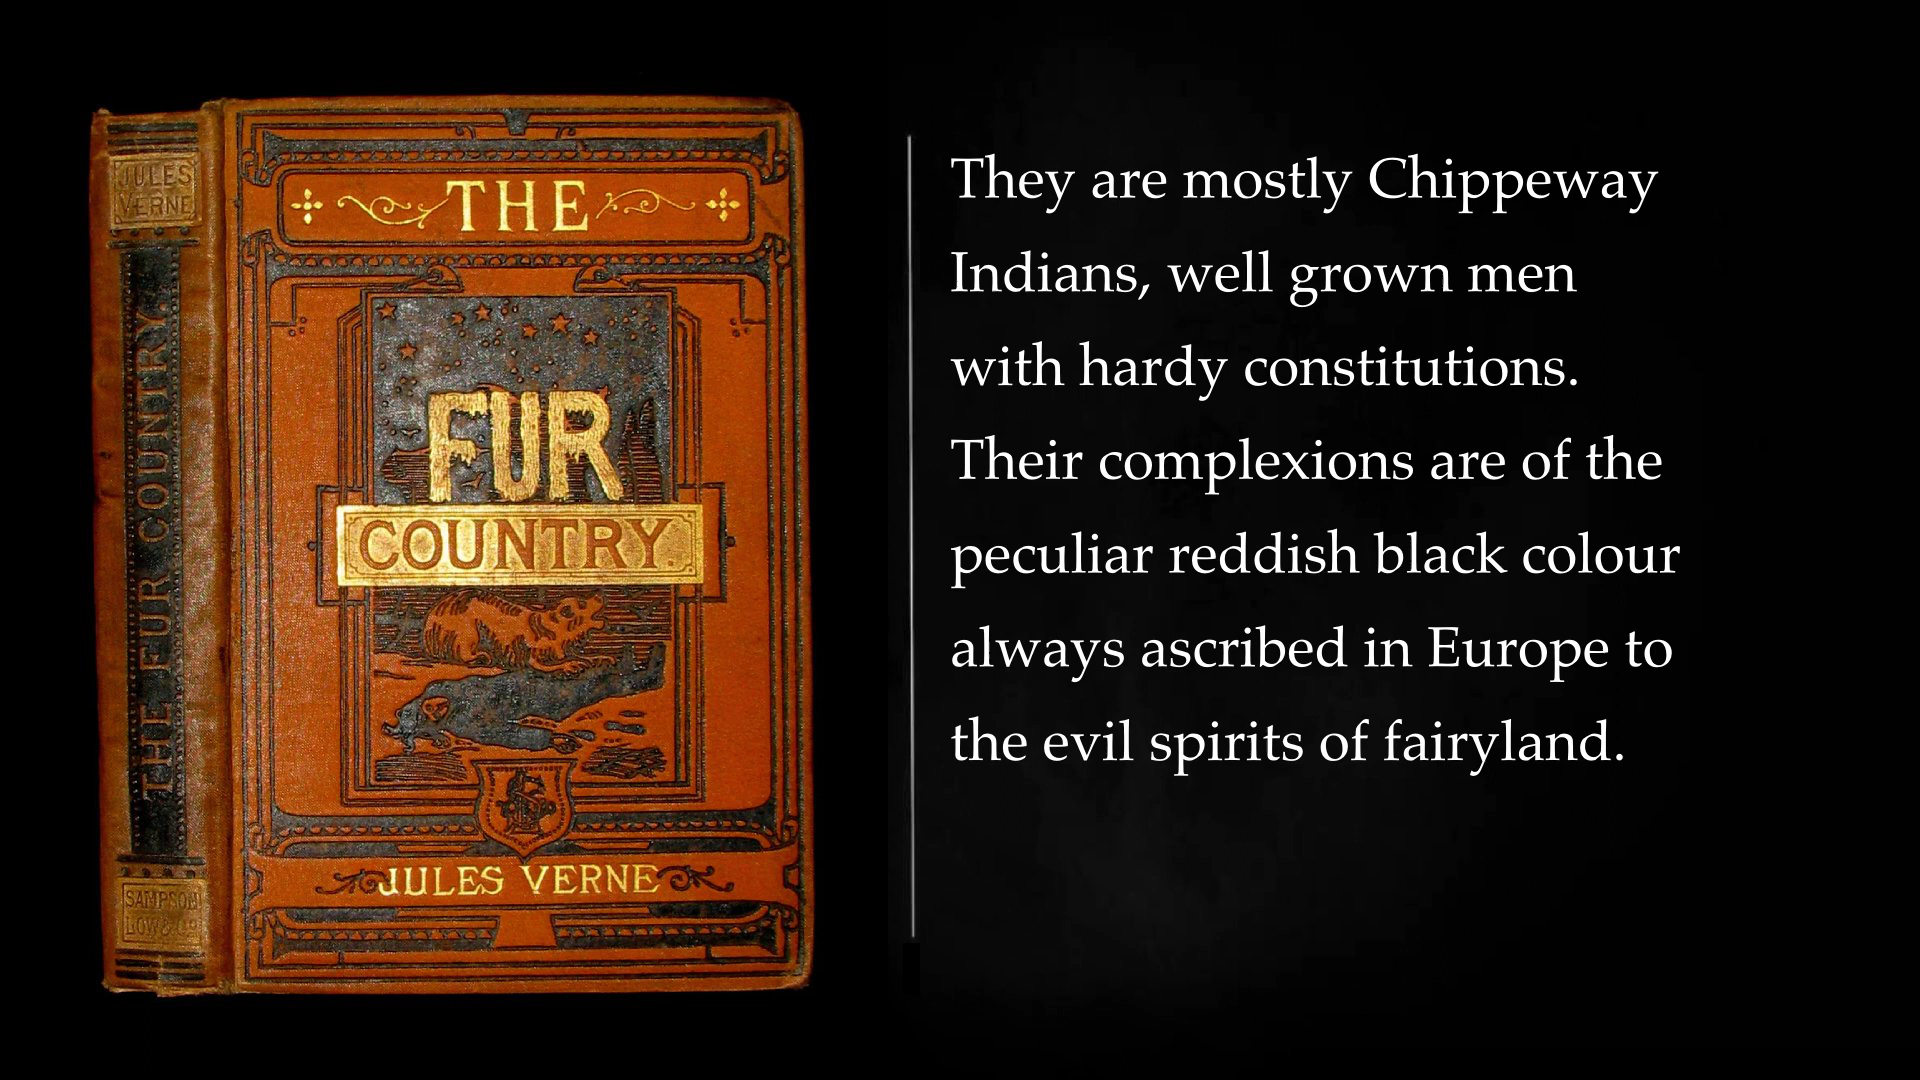 JULES
VERNE
THE FUR COUNTRY.
SAMPSON
LOW & Co
THE
FUR
COUNTRY.
JULES VERNE
They are mostly Chippeway
Indians, well grown men
with hardy constitutions.
Their complexions are of the
peculiar reddish black colour
always ascribed in Europe to
the evil spirits of fairyland.